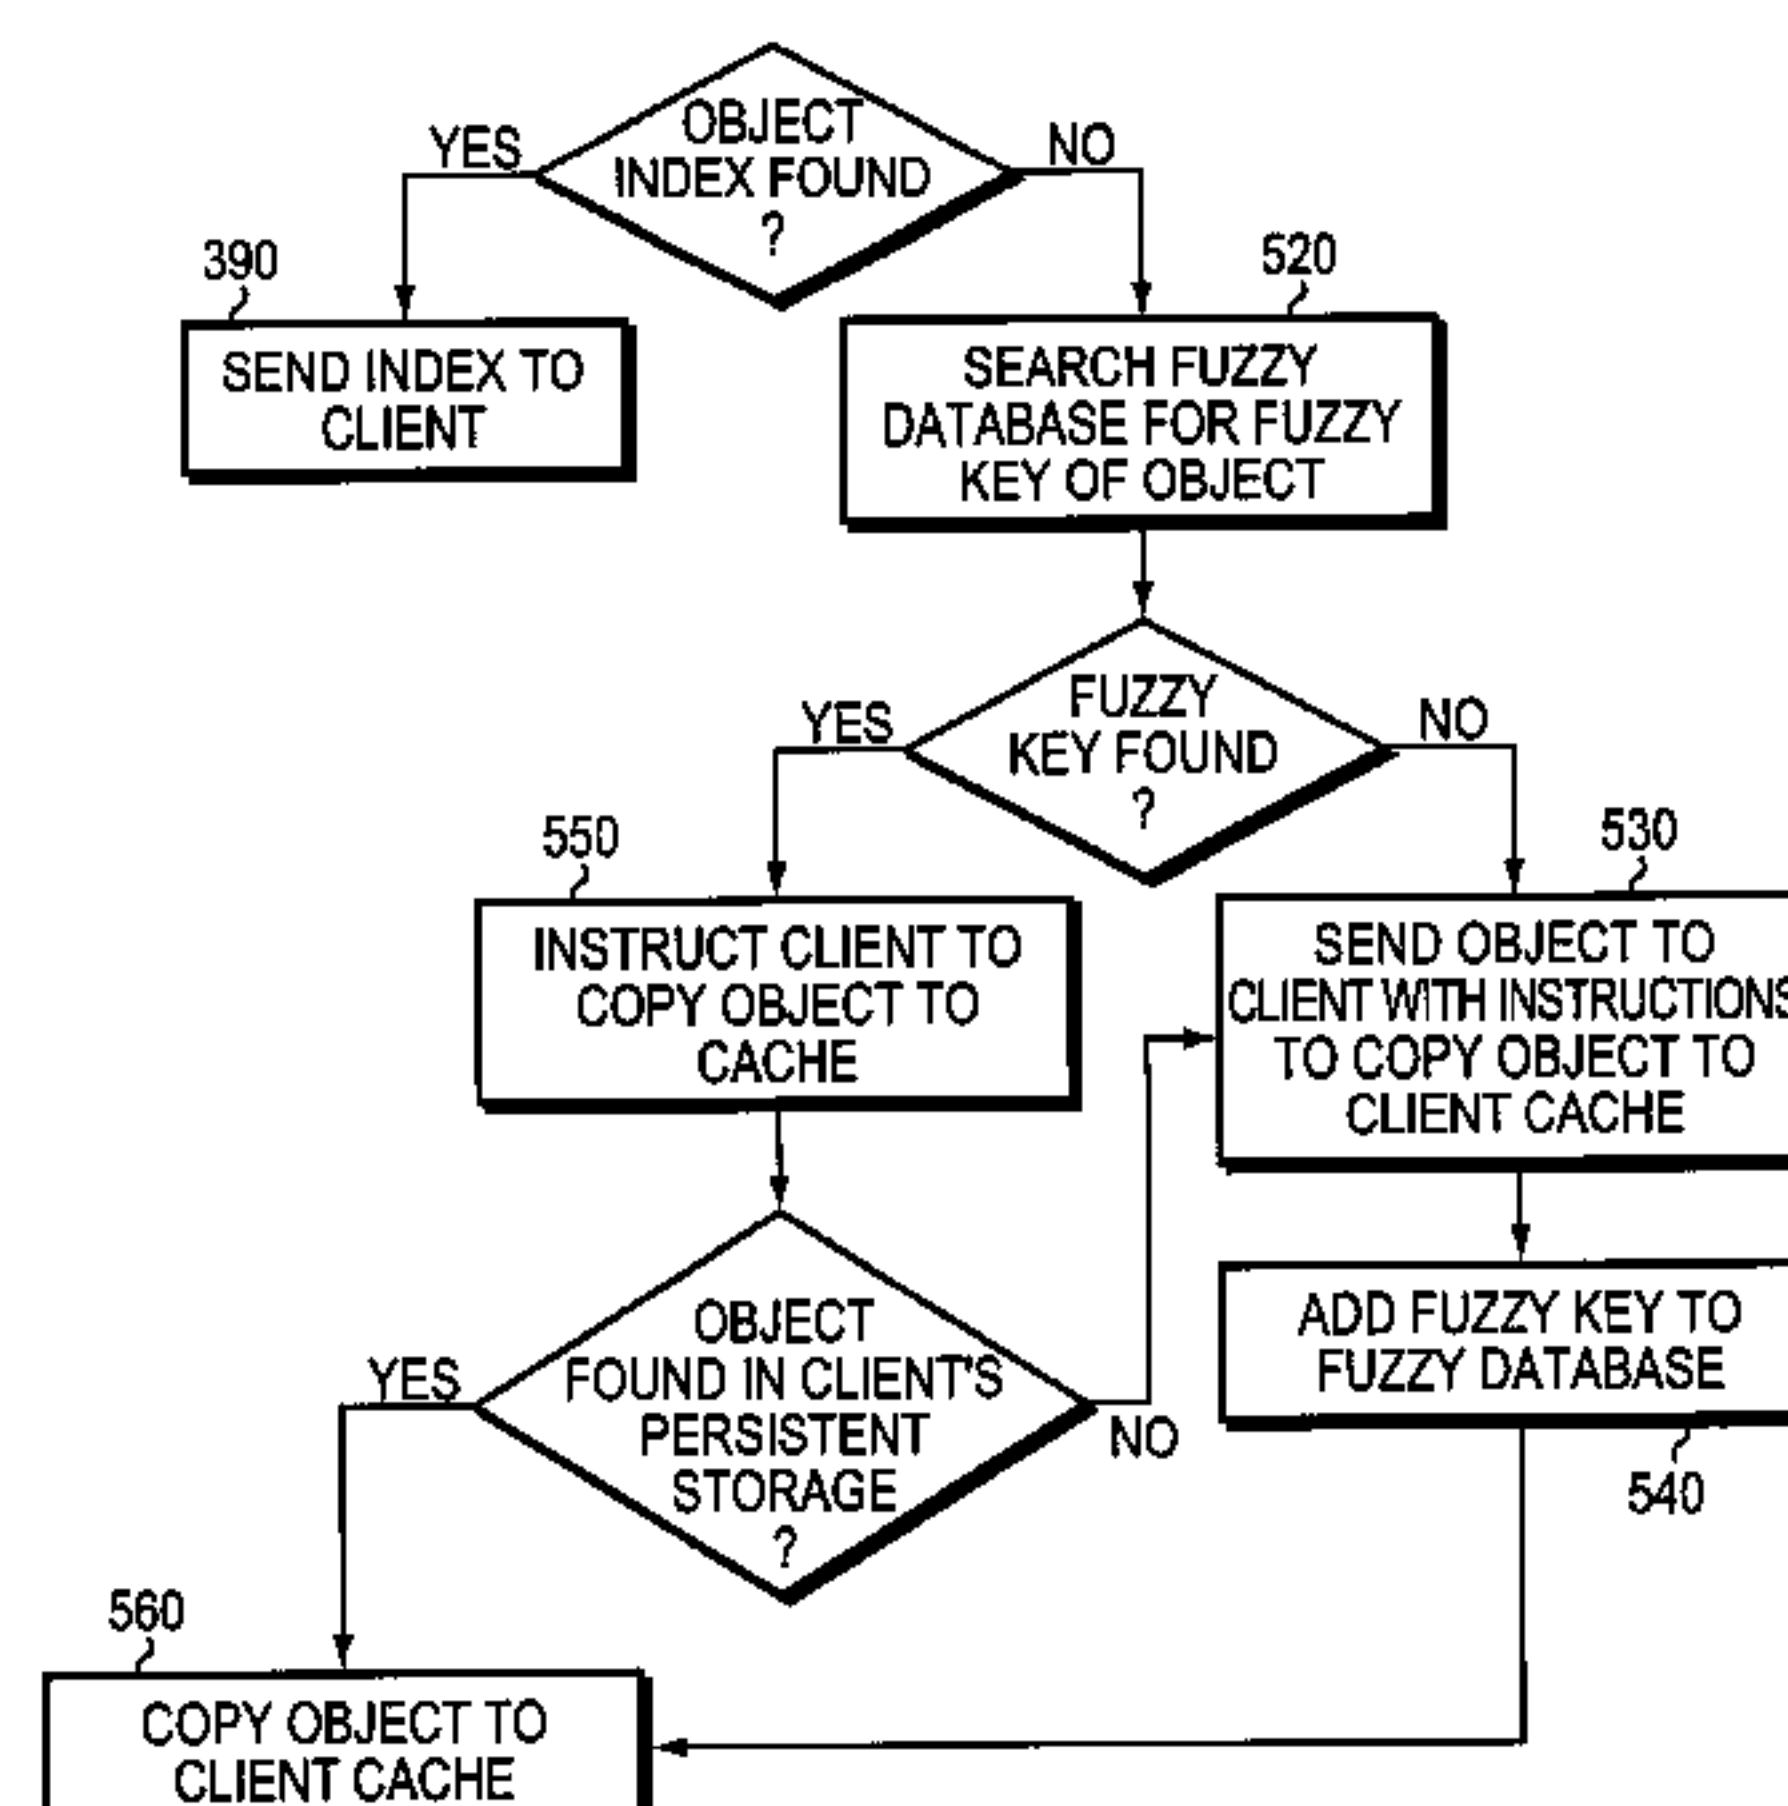 OBJECT
INDEX FOUND
?
YES
NO
390
SEND INDEX TO
CLIENT
520
SEARCH FUZZY
DATABASE FOR FUZZY
KEY OF OBJECT
FUZZY
KEY FOUND
?
YES
NO
550
INSTRUCT CLIENT TO
COPY OBJECT TO
CACHE
530
SEND OBJECT TO
CLIENT WITH INSTRUCTIONS
TO COPY OBJECT TO
CLIENT CACHE
OBJECT
FOUND IN CLIENT'S
PERSISTENT
STORAGE
?
YES
NO
ADD FUZZY KEY TO
FUZZY DATABASE
540
560
COPY OBJECT TO
CLIENT CACHE